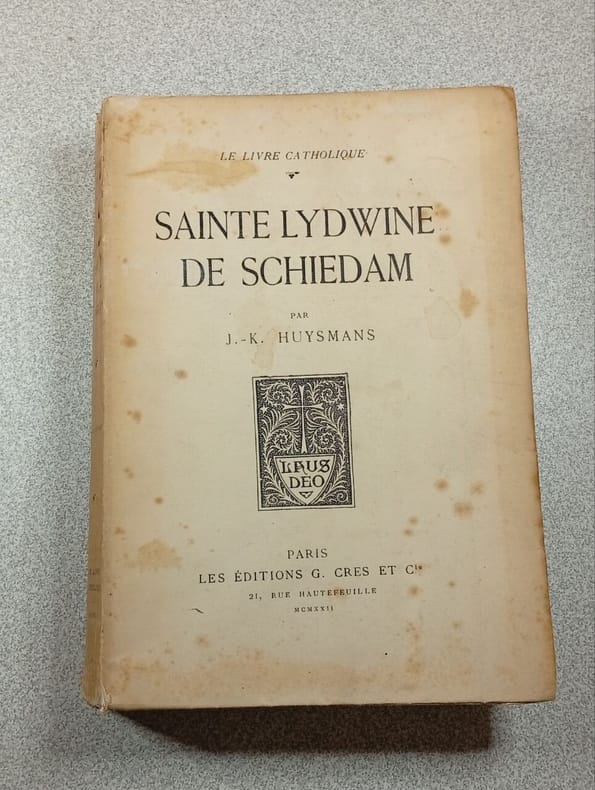 LE LIVRE CATHOLIQUE
SAINTE LYDWINE
DE SCHIEDAM
PAR
J.-K. HUYSMANS
LAUS
DEO
PARIS
LES ÉDITIONS G. CRES ET Cie
21, RUE HAUTEFEUILLE
MCMXXII